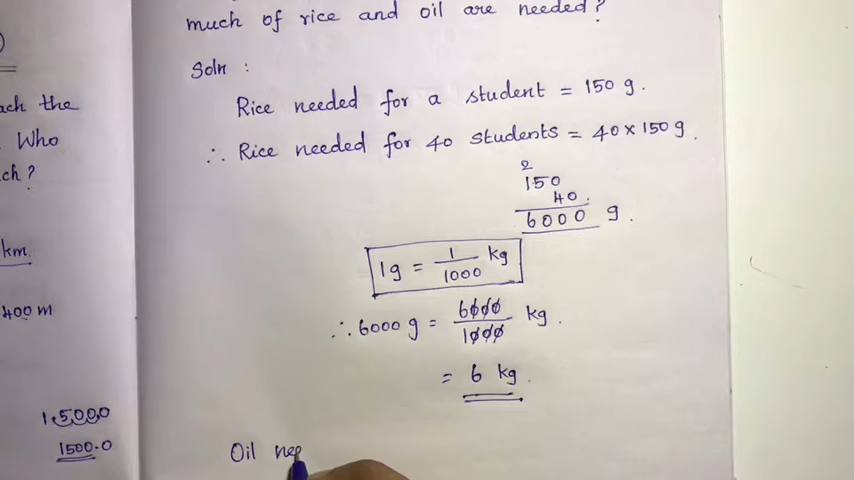 much of rice and oil are needed?
Soln :
Rice needed for a student = 150 g.
∴ Rice needed for 40 students = 40 × 150 g.
2
150
40
6000 g.
1g = 1/1000 kg
∴ 6000 g = 6000/1000 kg.
= 6 kg.
Oil nee
)
ach the
Who
ch?
km.
400 m
1.5000
1500.0